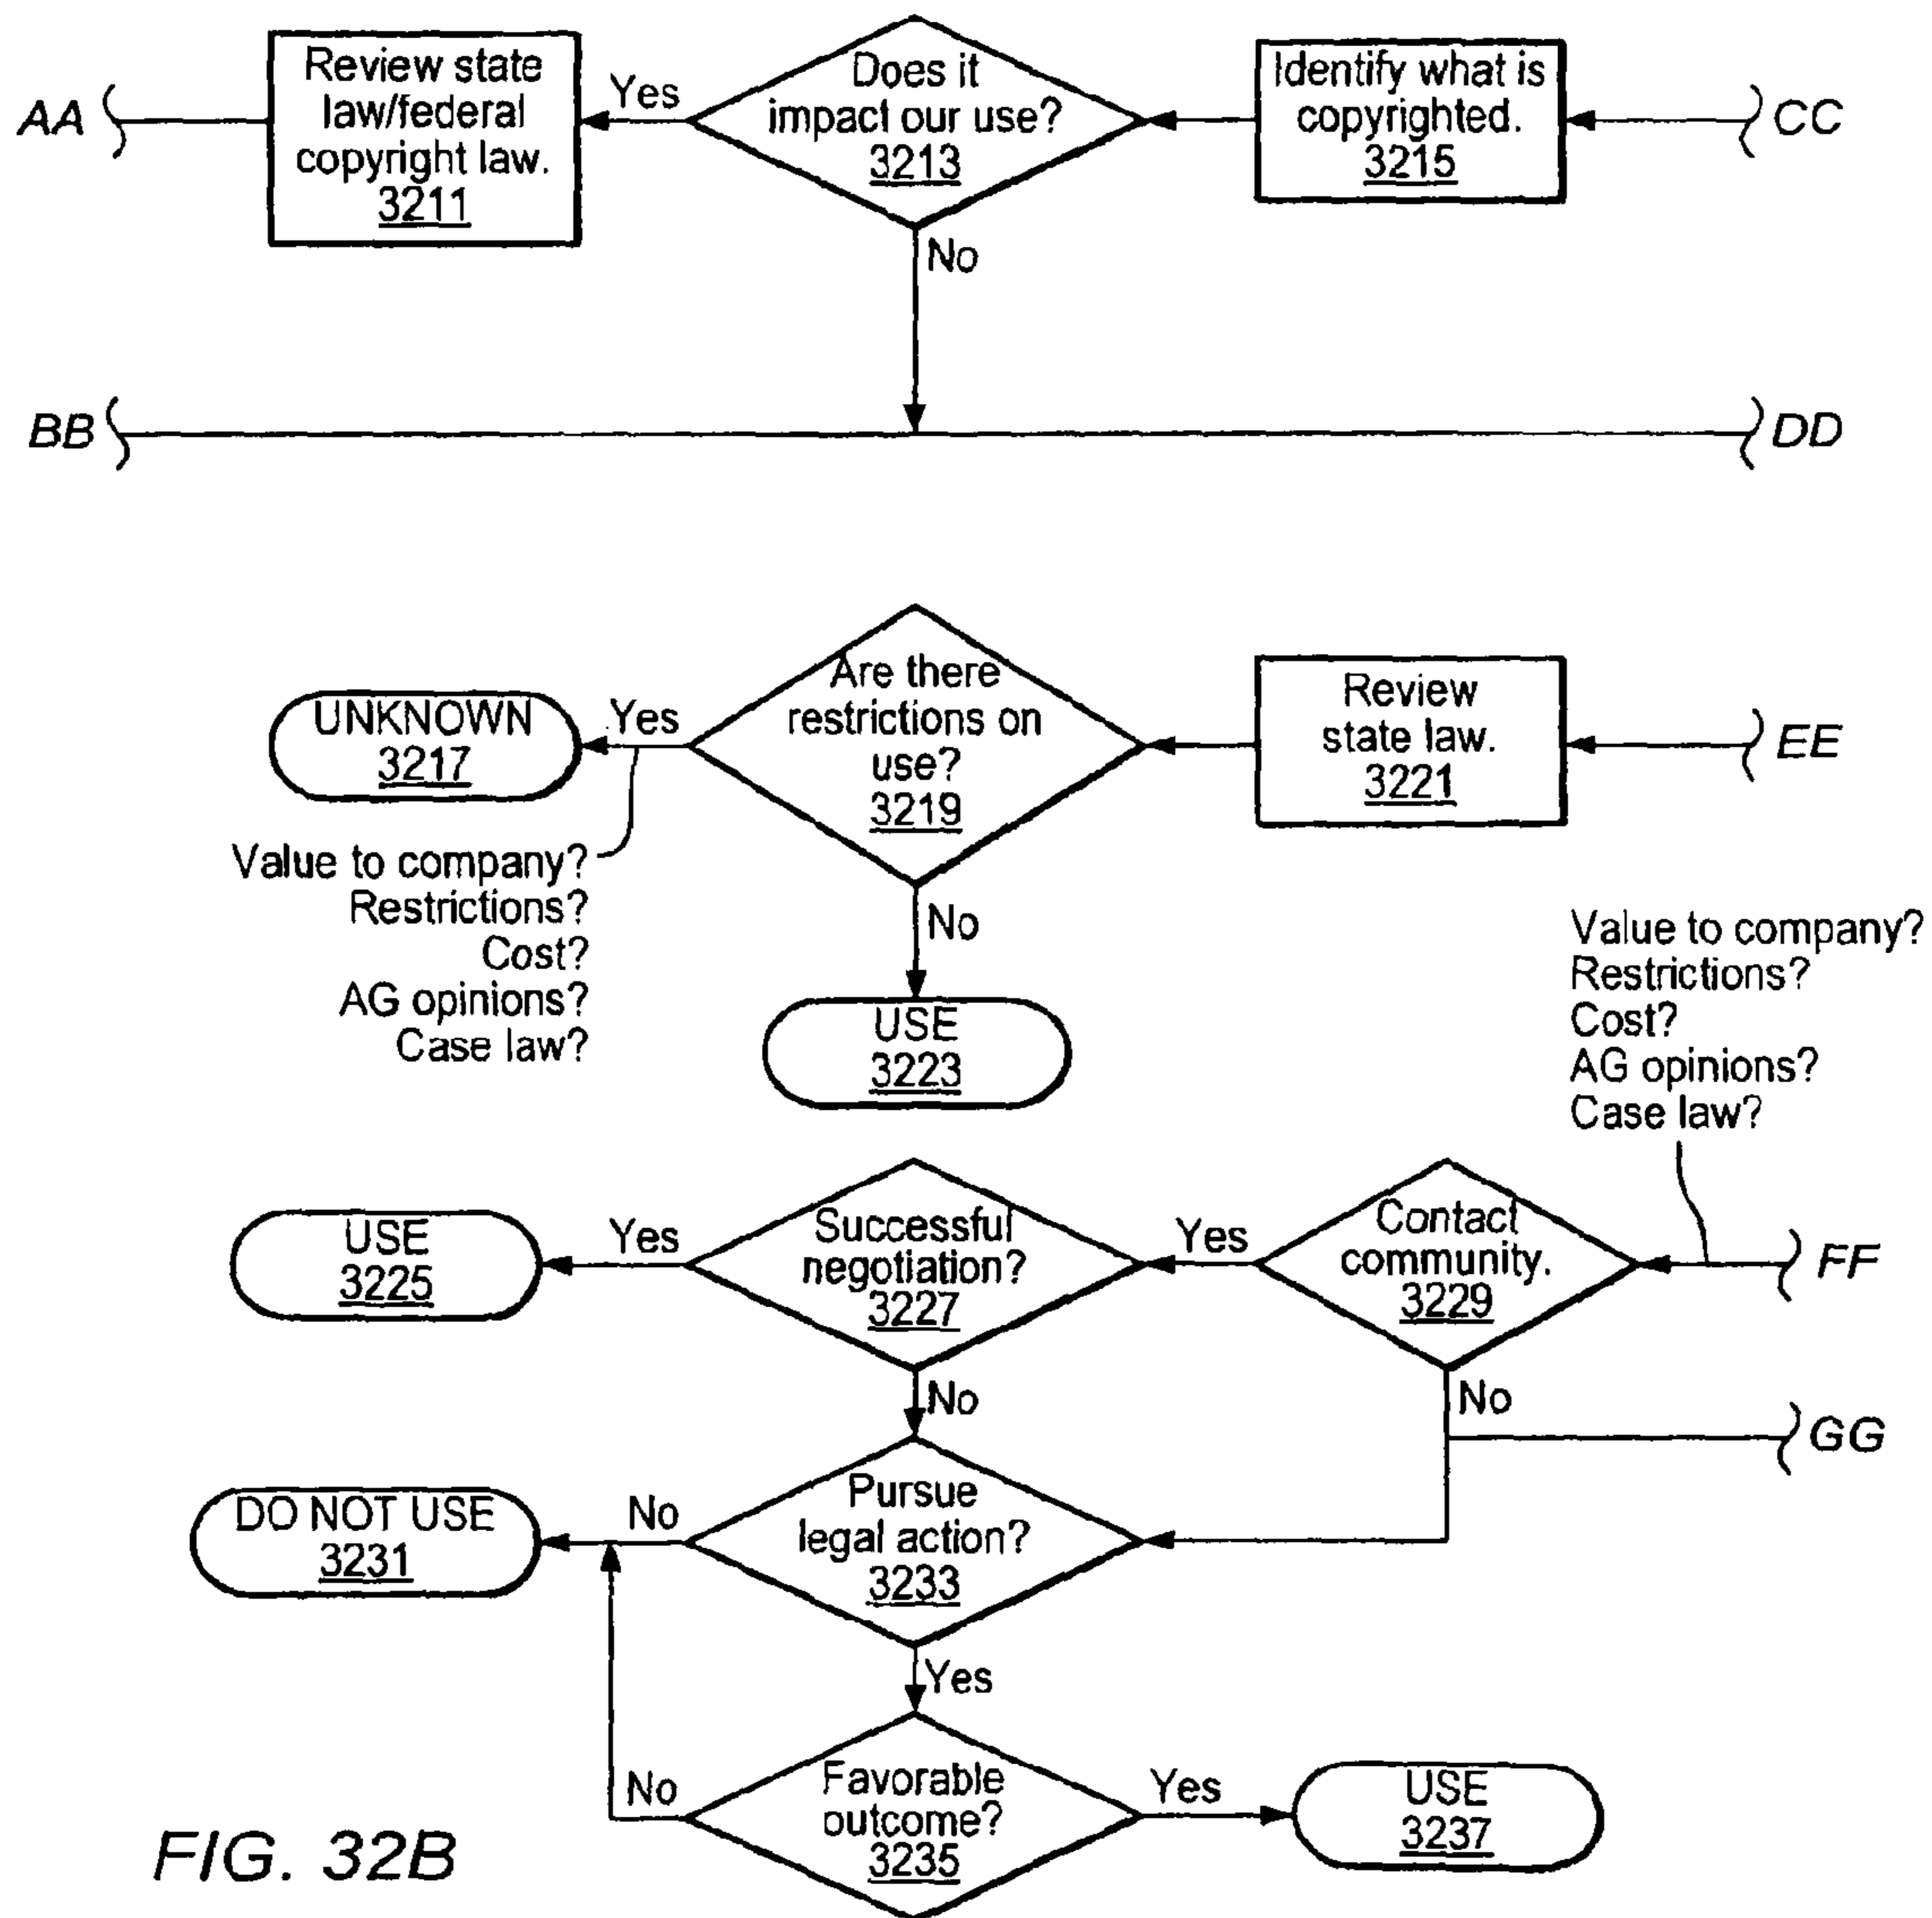 AA
Review state
law/federal
copyright law.
3211
Yes
Does it
impact our use?
3213
Identify what is
copyrighted.
3215
CC
No
BB
DD
UNKNOWN
3217
Yes
Are there
restrictions on
use?
3219
Review
state law.
3221
EE
Value to company?
Restrictions?
Cost?
AG opinions?
Case law?
No
USE
3223
Value to company?
Restrictions?
Cost?
AG opinions?
Case law?
USE
3225
Yes
Successful
negotiation?
3227
Yes
Contact
community.
3229
FF
No
No
GG
DO NOT USE
3231
No
Pursue
legal action?
3233
Yes
No
Favorable
outcome?
3235
Yes
USE
3237
FIG. 32B